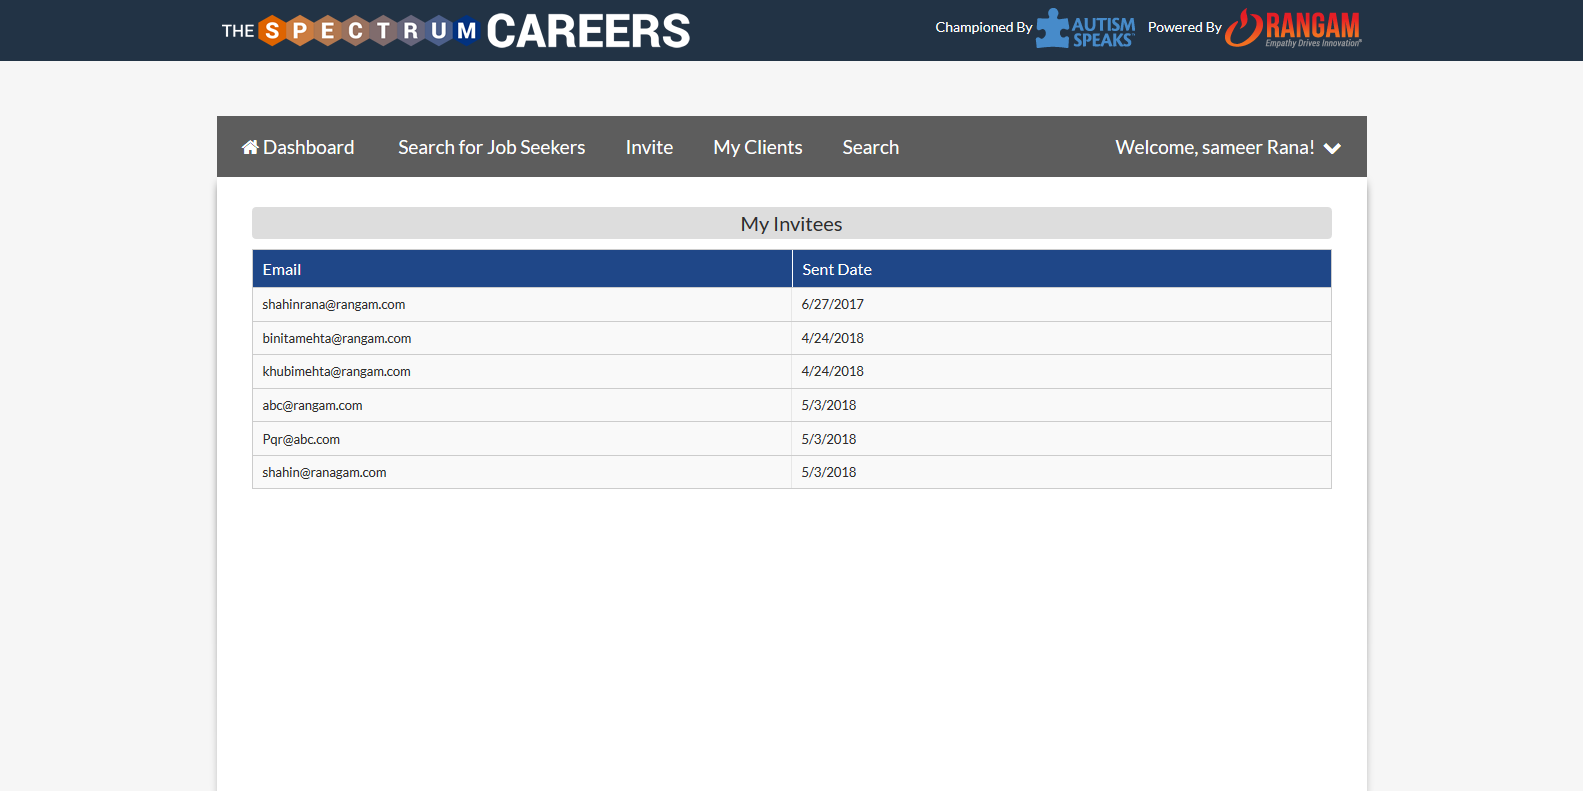 THE SPECTRUM CAREERS Championed By AUTISM SPEAKS Powered By RANGAM
Empathy Drives Innovation®
Dashboard Search for Job Seekers Invite My Clients Search Welcome, sameer Rana!
My Invitees
Email Sent Date
shahinrana@rangam.com 6/27/2017
binitamehta@rangam.com 4/24/2018
khubimehta@rangam.com 4/24/2018
abc@rangam.com 5/3/2018
Pqr@abc.com 5/3/2018
shahin@ranagam.com 5/3/2018